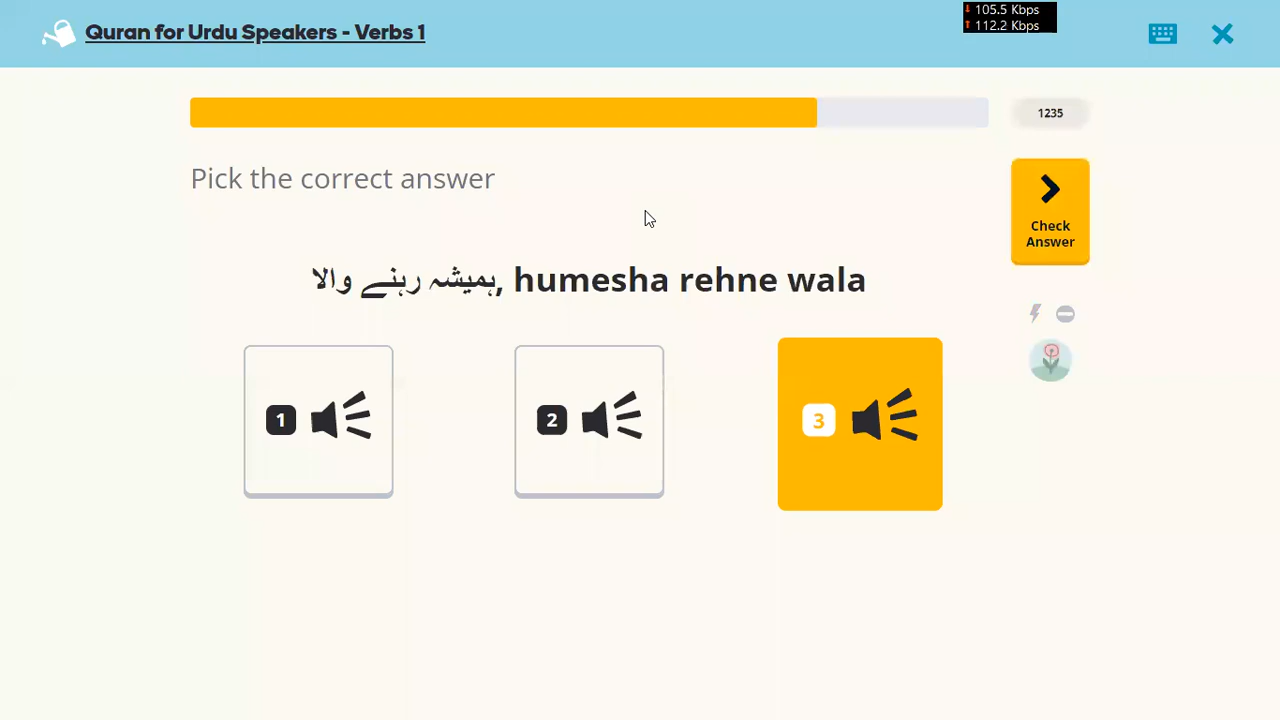 105.5 Kbps
112.2 Kbps
Quran for Urdu Speakers - Verbs 1
1235
Pick the correct answer
Check
Answer
ہمیشہ رہنے والا, humesha rehne wala
1
2
3